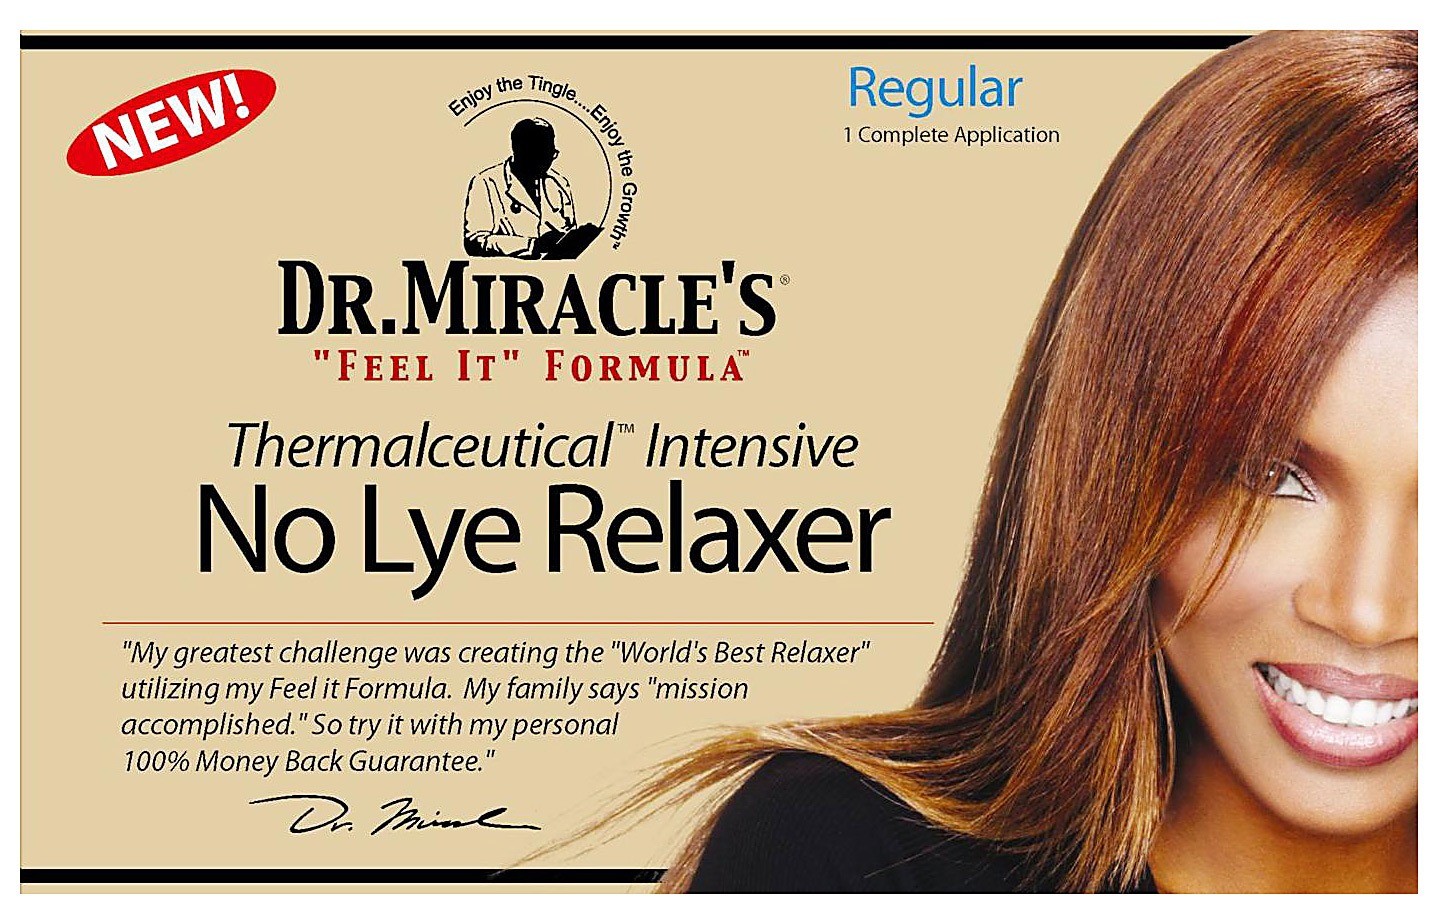 NEW!
Enjoy the Tingle....Enjoy the Growth™
Regular
1 Complete Application
DR.MIRACLE'S®
"FEEL IT" FORMULA™
Thermalceutical™ Intensive
No Lye Relaxer
"My greatest challenge was creating the "World's Best Relaxer"
utilizing my Feel it Formula. My family says "mission
accomplished." So try it with my personal
100% Money Back Guarantee."
Dr. Miracle